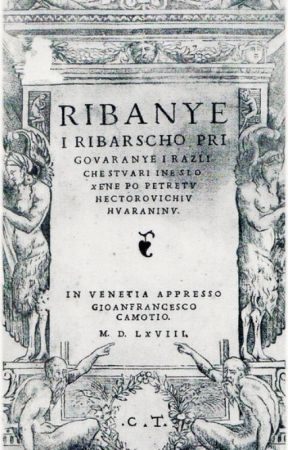 RIBANYE
I RIBARSCHO PRI
GOVARANYE I RAZLI
CHE STVARI INE SLO
XENE PO PETRETV
HECTOROVICHIV
HVARANINV.
IN VENETIA APPRESSO
GIOANFRANCESCO
CAMOTIO.
M. D. LXVIII.
.C.T.